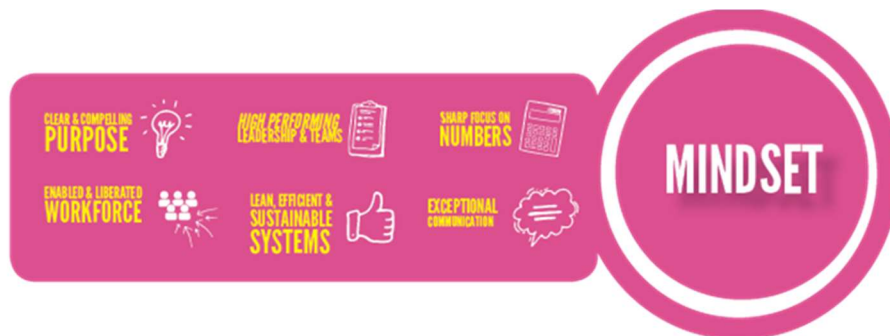 CLEAR & COMPELLING
PURPOSE
HIGH PERFORMING
LEADERSHIP & TEAMS
SHARP FOCUS ON
NUMBERS
ENABLED & LIBERATED
WORKFORCE
LEAN, EFFICIENT &
SUSTAINABLE
SYSTEMS
EXCEPTIONAL
COMMUNICATION
MINDSET